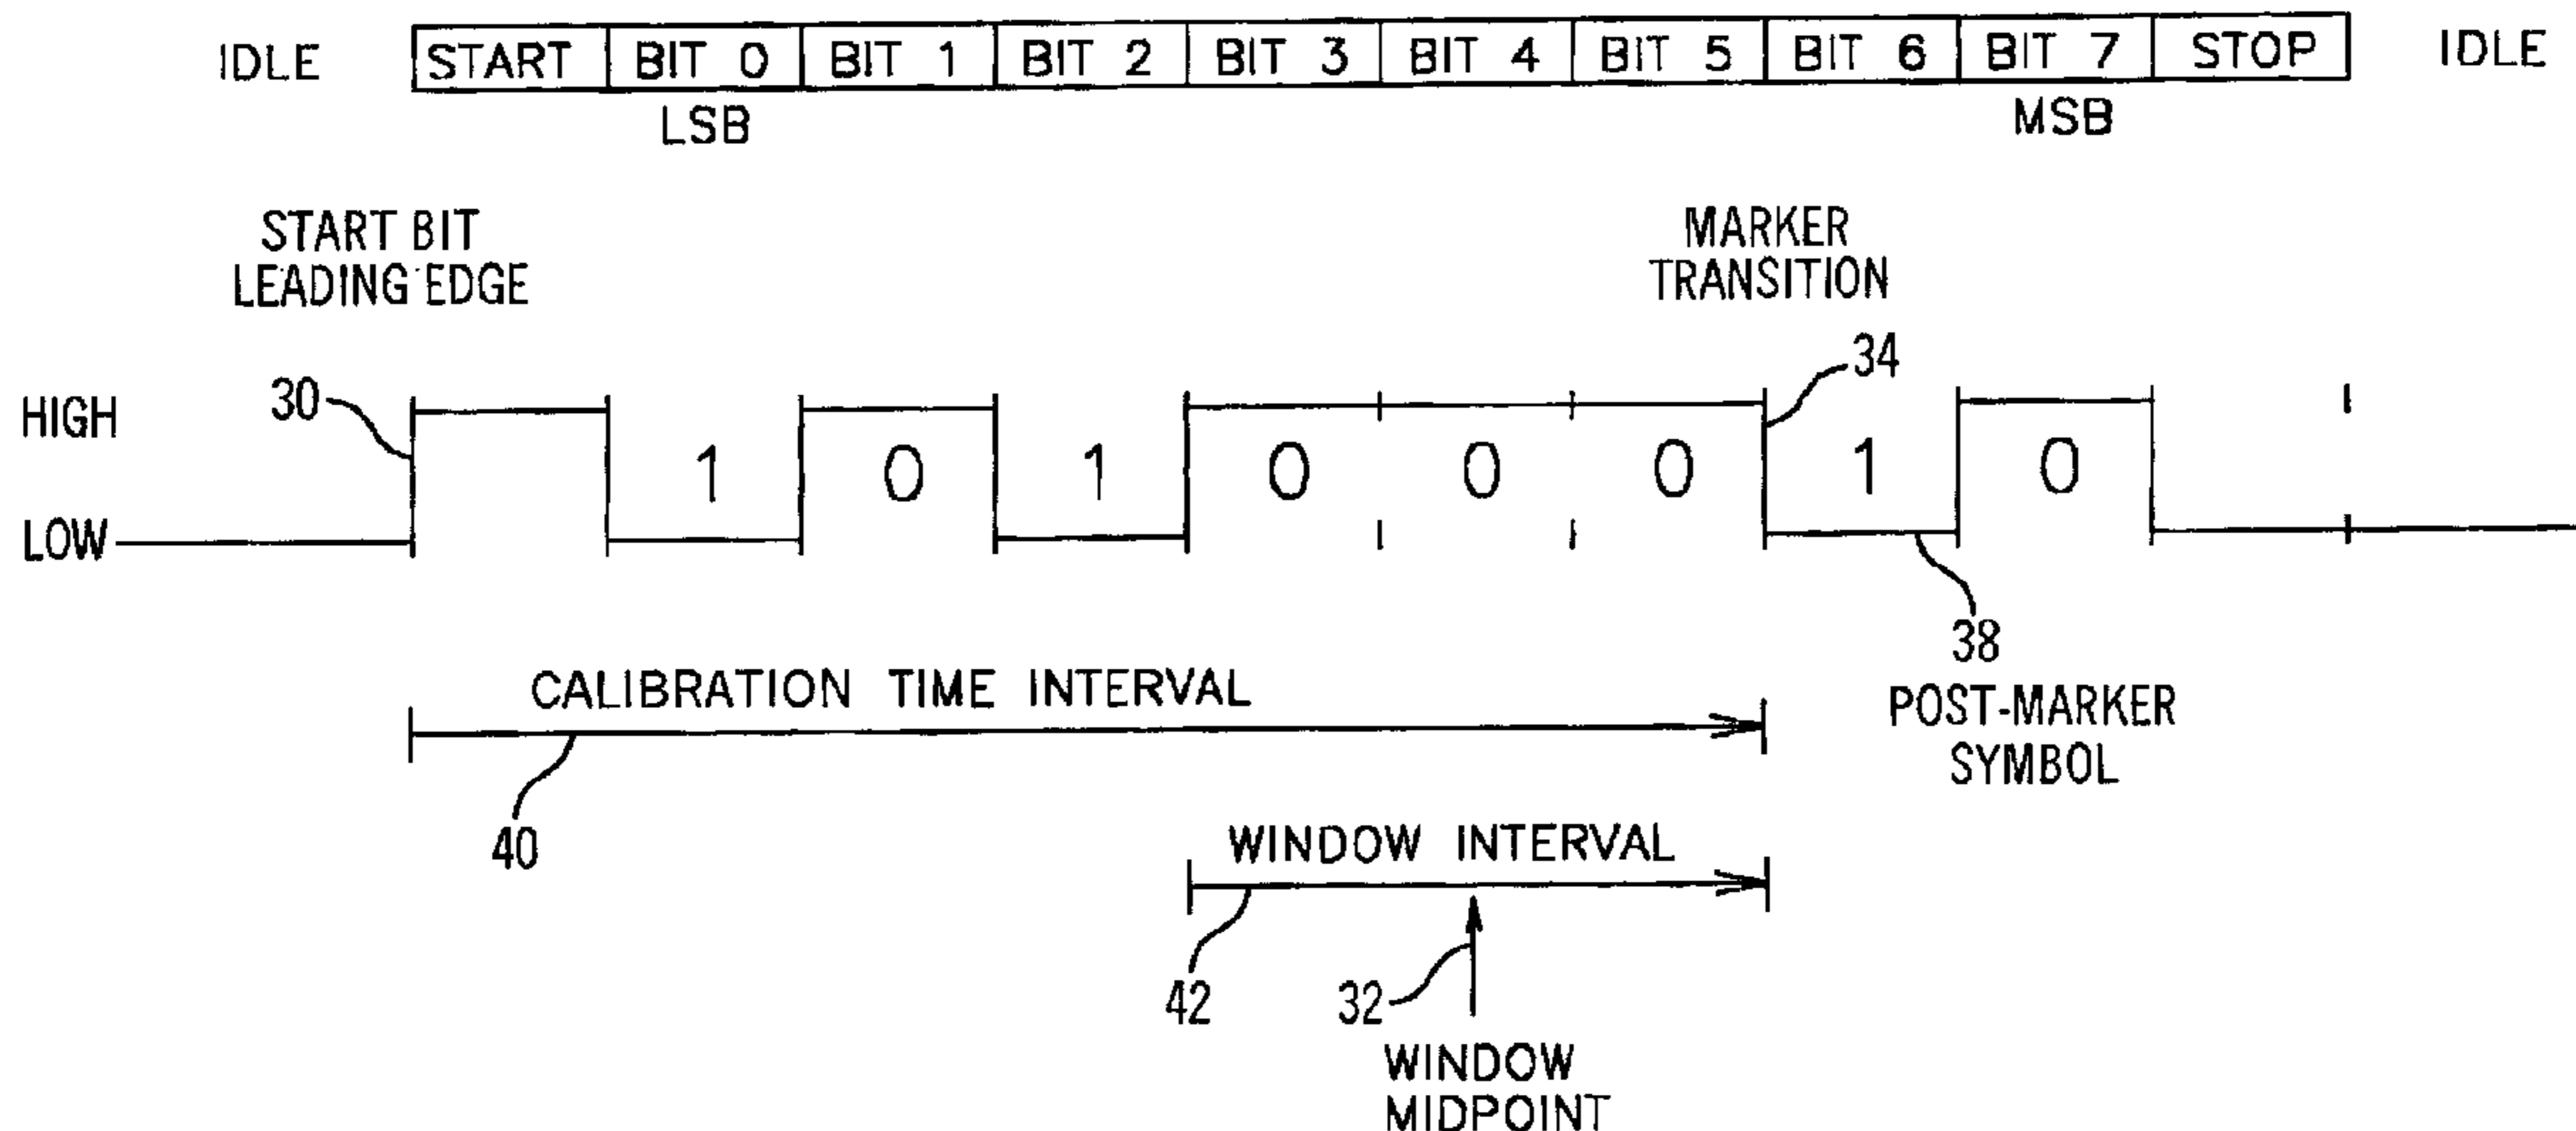 IDLE START BIT 0 BIT 1 BIT 2 BIT 3 BIT 4 BIT 5 BIT 6 BIT 7 STOP IDLE
LSB MSB
START BIT
LEADING EDGE
MARKER
TRANSITION
34
30
HIGH
1 0 1 0 0 0 1 0
LOW
38
POST-MARKER
SYMBOL
CALIBRATION TIME INTERVAL
40
WINDOW INTERVAL
42 32
WINDOW
MIDPOINT